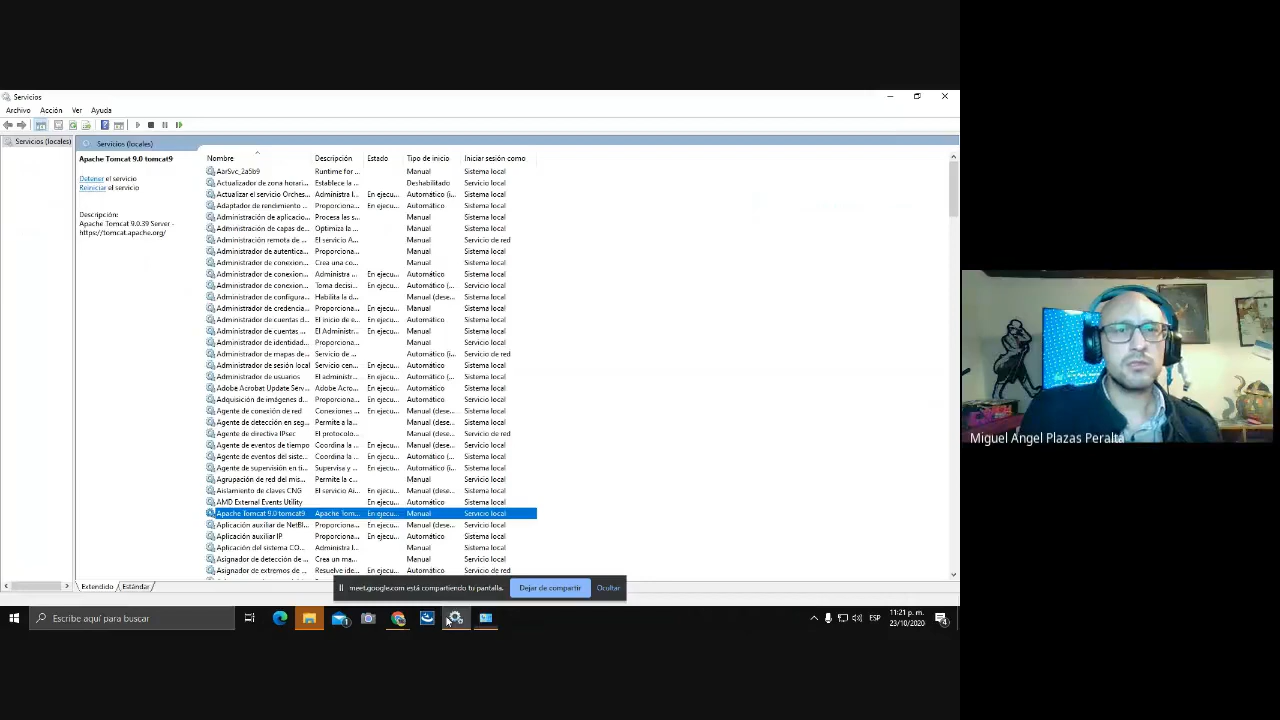 Servicios
Archivo Acción Ver Ayuda
Servicios (locales)
Servicios (locales)
Apache Tomcat 9.0 tomcat9
Detener el servicio
Reiniciar el servicio
Descripción:
Apache Tomcat 9.0.39 Server -
https://tomcat.apache.org/
Nombre Descripción Estado Tipo de inicio Iniciar sesión como
AarSvc_2a5b9 Runtime for ... Manual Sistema local
Actualizador de zona horari... Establece la ... Deshabilitado Servicio local
Actualizar el servicio Orches... Administra l... En ejecu... Automático (i... Sistema local
Adaptador de rendimiento ... Proporciona... En ejecu... Automático Sistema local
Administración de aplicacio... Procesa las s... Manual Sistema local
Administración de capas de... Optimiza la ... Manual Sistema local
Administración remota de ... El servicio A... Manual Servicio de red
Administrador de autentica... Proporciona... Manual Sistema local
Administrador de conexion... Crea una co... Manual Sistema local
Administrador de conexion... Administra ... En ejecu... Automático Sistema local
Administrador de conexion... Toma decisi... En ejecu... Automático (... Servicio local
Administrador de configura... Habilita la d... Manual (dese... Sistema local
Administrador de credencia... Proporciona... En ejecu... Manual Sistema local
Administrador de cuentas d... El inicio de e... En ejecu... Automático Sistema local
Administrador de cuentas ... El Administr... En ejecu... Manual Sistema local
Administrador de identidad... Proporciona... Manual Servicio local
Administrador de mapas de... Servicio de ... Automático (i... Servicio de red
Administrador de sesión local Servicio cen... En ejecu... Automático Sistema local
Administrador de usuarios El administr... En ejecu... Automático (... Sistema local
Adobe Acrobat Update Serv... Adobe Acro... En ejecu... Automático Sistema local
Adquisición de imágenes d... Proporciona... En ejecu... Automático Servicio local
Agente de conexión de red Conexiones ... En ejecu... Manual (dese... Sistema local
Agente de detección en seg... Permite a la... Manual (dese... Sistema local
Agente de directiva IPsec El protocolo... Manual (dese... Servicio de red
Agente de eventos de tiempo Coordina la ... En ejecu... Manual (dese... Servicio local
Agente de eventos del siste... Coordina la ... En ejecu... Automático (... Sistema local
Agente de supervisión en ti... Supervisa y ... En ejecu... Automático (i... Sistema local
Agrupación de red del mis... Permite la c... Manual Servicio local
Aislamiento de claves CNG El servicio Ai... En ejecu... Manual (dese... Sistema local
AMD External Events Utility En ejecu... Automático Sistema local
Apache Tomcat 9.0 tomcat9 Apache Tom... En ejecu... Manual Servicio local
Aplicación auxiliar de NetBI... Proporciona... En ejecu... Manual (dese... Servicio local
Aplicación auxiliar IP Proporciona... En ejecu... Automático Sistema local
Aplicación del sistema CO... Administra l... Manual Sistema local
Asignador de detección de ... Crea un ma... Manual Servicio local
Asignador de extremos de ... Resuelve lo... En ejecu... Automático Servicio de red
Extendido Estándar
meet.google.com está compartiendo tu pantalla. Dejar de compartir Ocultar
Escribe aquí para buscar
ESP
11:21 p. m.
23/10/2020
4
Miguel Angel Plazas Peralta